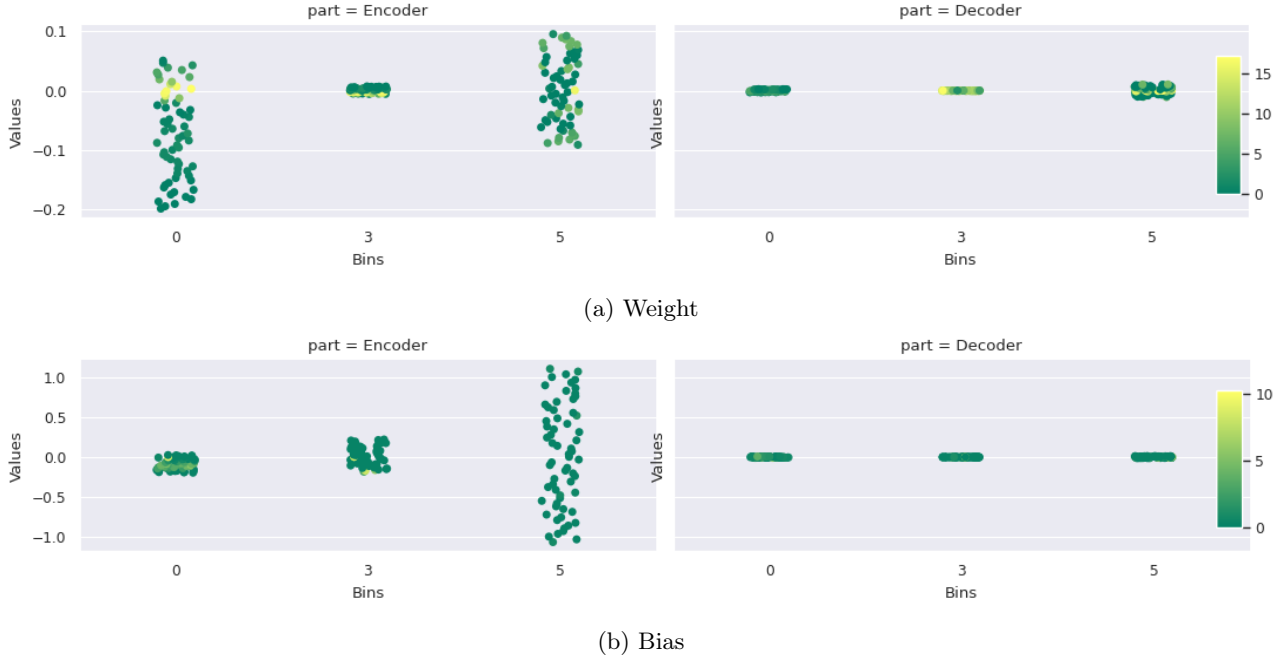 part = Encoder part = Decoder
0.1
0.0
−0.1
−0.2
Values
Values
15
10
5
0
0 3 5 0 3 5
Bins Bins
(a) Weight
part = Encoder part = Decoder
1.0
0.5
0.0
−0.5
−1.0
Values
Values
10
5
0
0 3 5 0 3 5
Bins Bins
(b) Bias